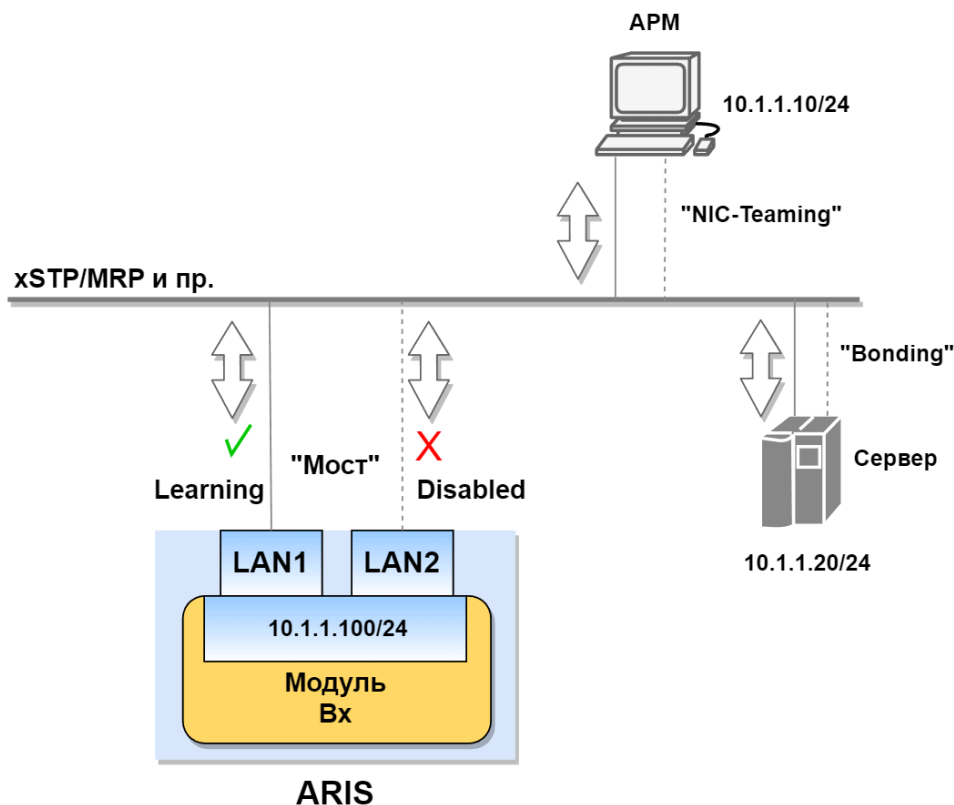 АРМ
10.1.1.10/24
"NIC-Teaming"
xSTP/MRP и пр.
"Bonding"
"Мост"
Learning
Disabled
Сервер
LAN1
LAN2
10.1.1.20/24
10.1.1.100/24
Модуль
Вх
ARIS